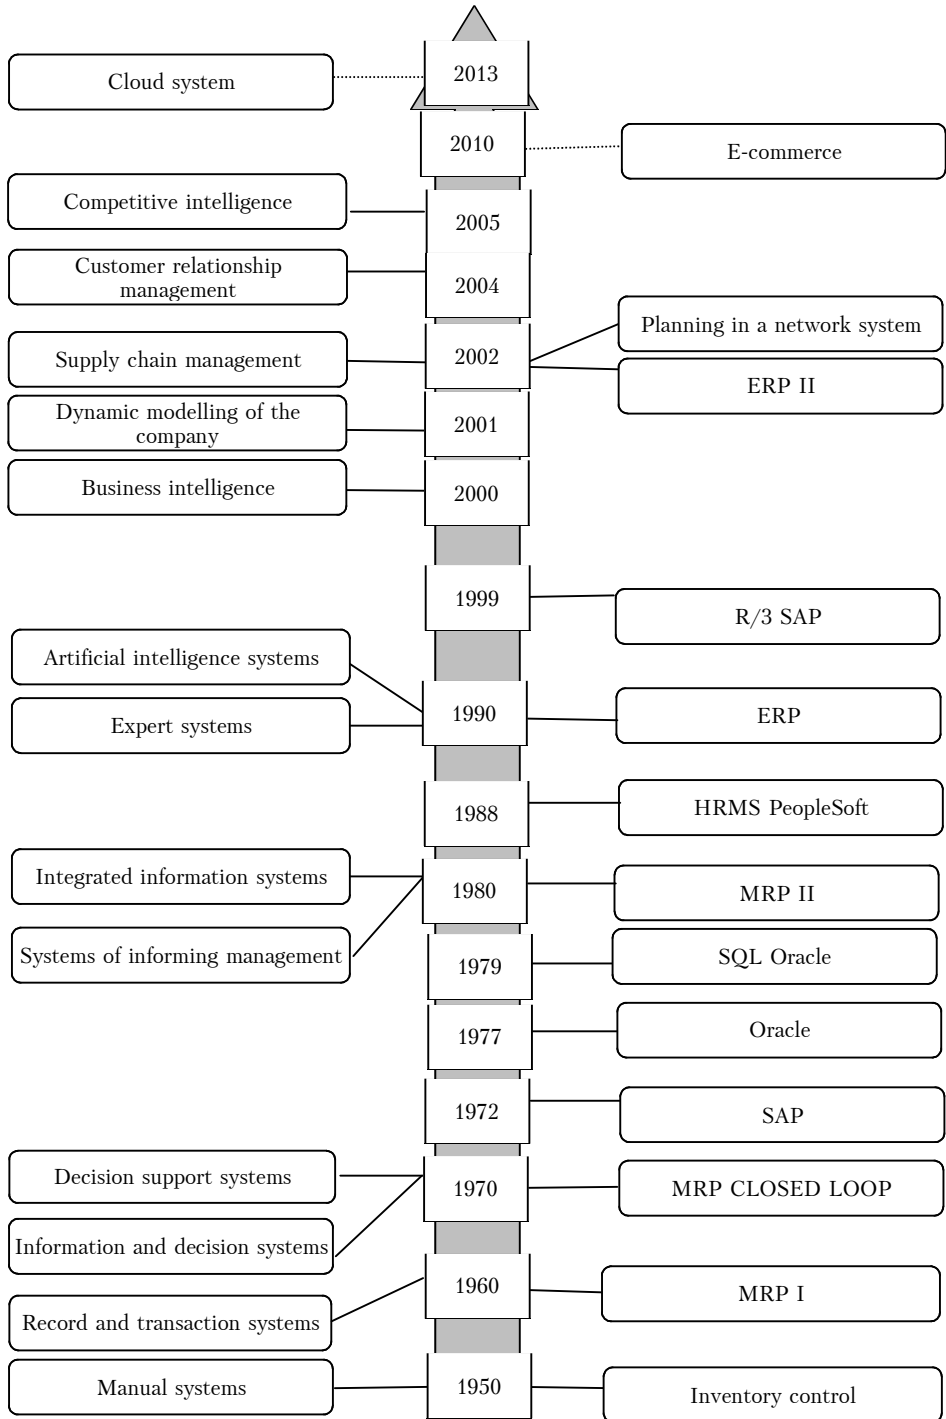 2013
Cloud system
2010
E-commerce
Competitive intelligence
2005
Customer relationship
management
2004
Planning in a network system
Supply chain management
2002
ERP II
Dynamic modelling of the
company
2001
Business intelligence
2000
1999
R/3 SAP
Artificial intelligence systems
1990
ERP
Expert systems
1988
HRMS PeopleSoft
Integrated information systems
1980
MRP II
Systems of informing management
1979
SQL Oracle
1977
Oracle
1972
SAP
Decision support systems
1970
MRP CLOSED LOOP
Information and decision systems
1960
MRP I
Record and transaction systems
Manual systems
1950
Inventory control